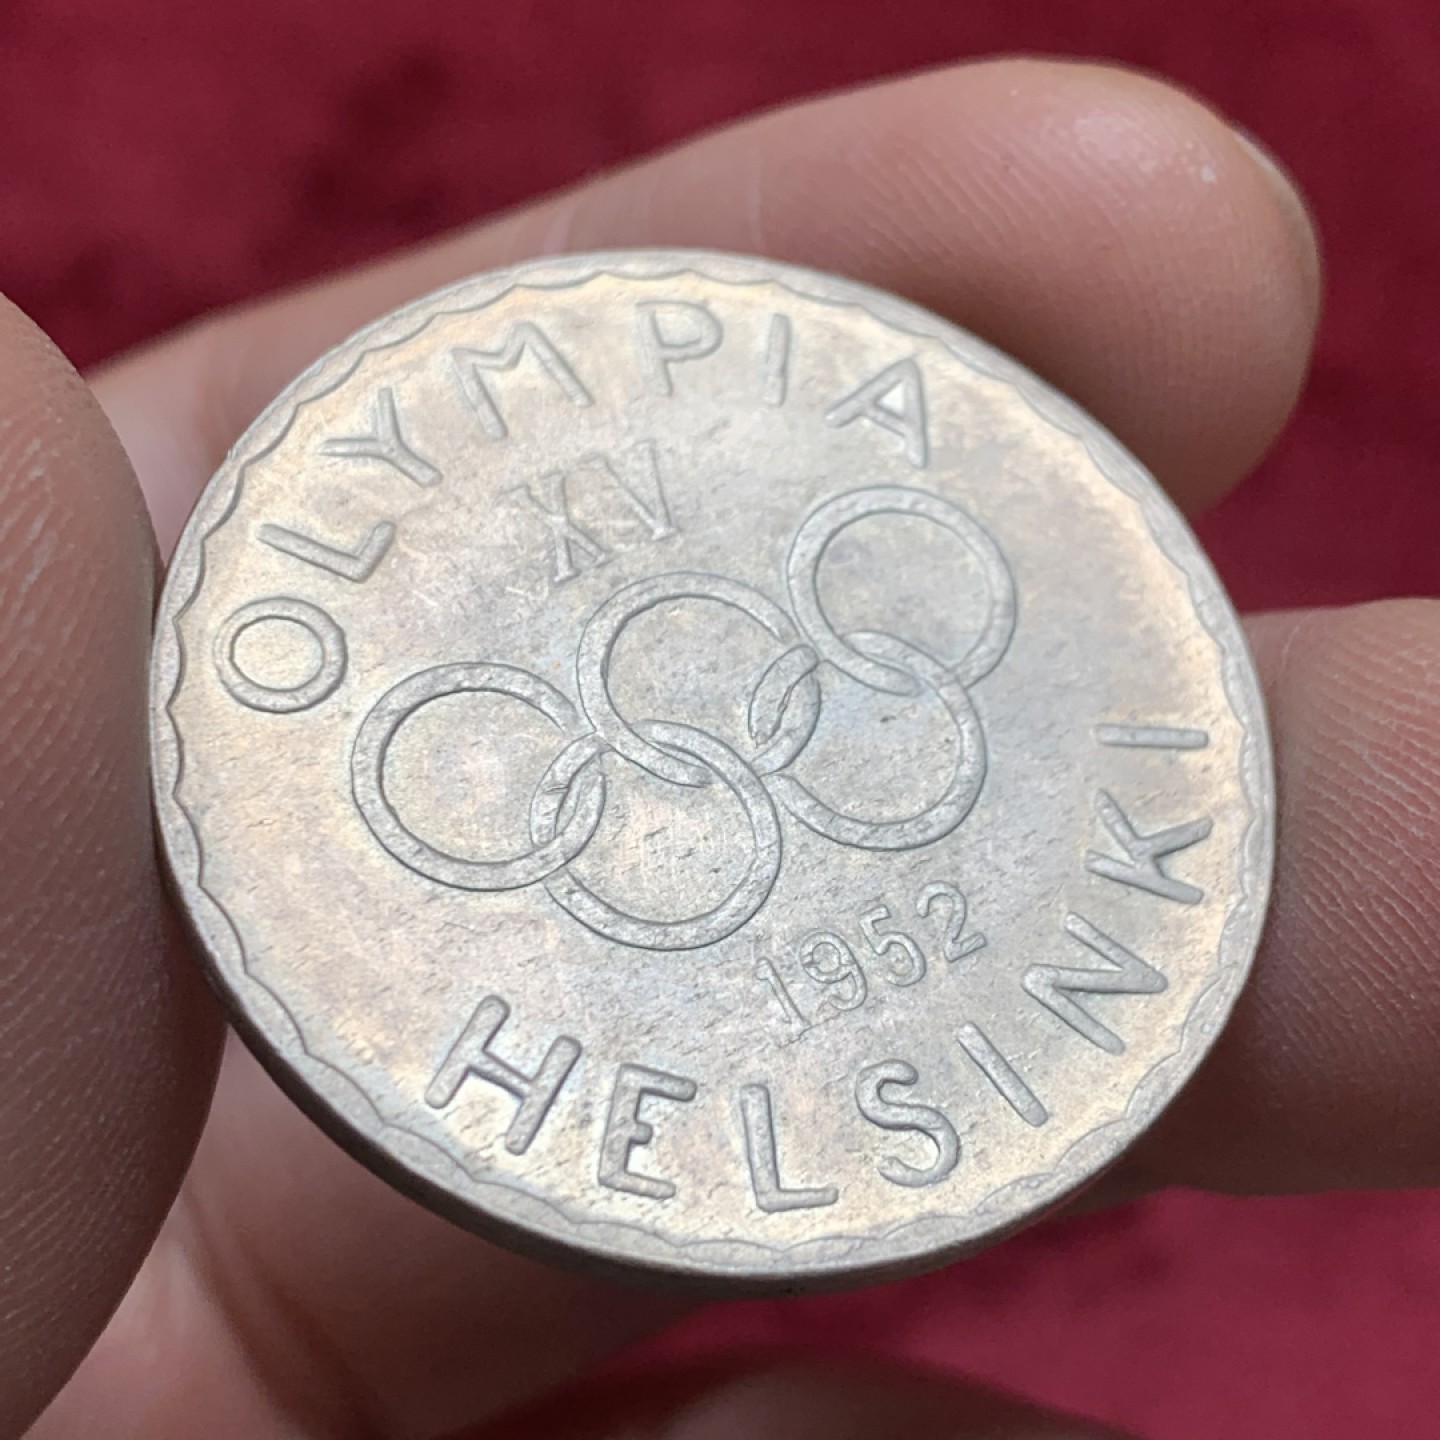 OLYMPIA
XV
1952
HELSINKI